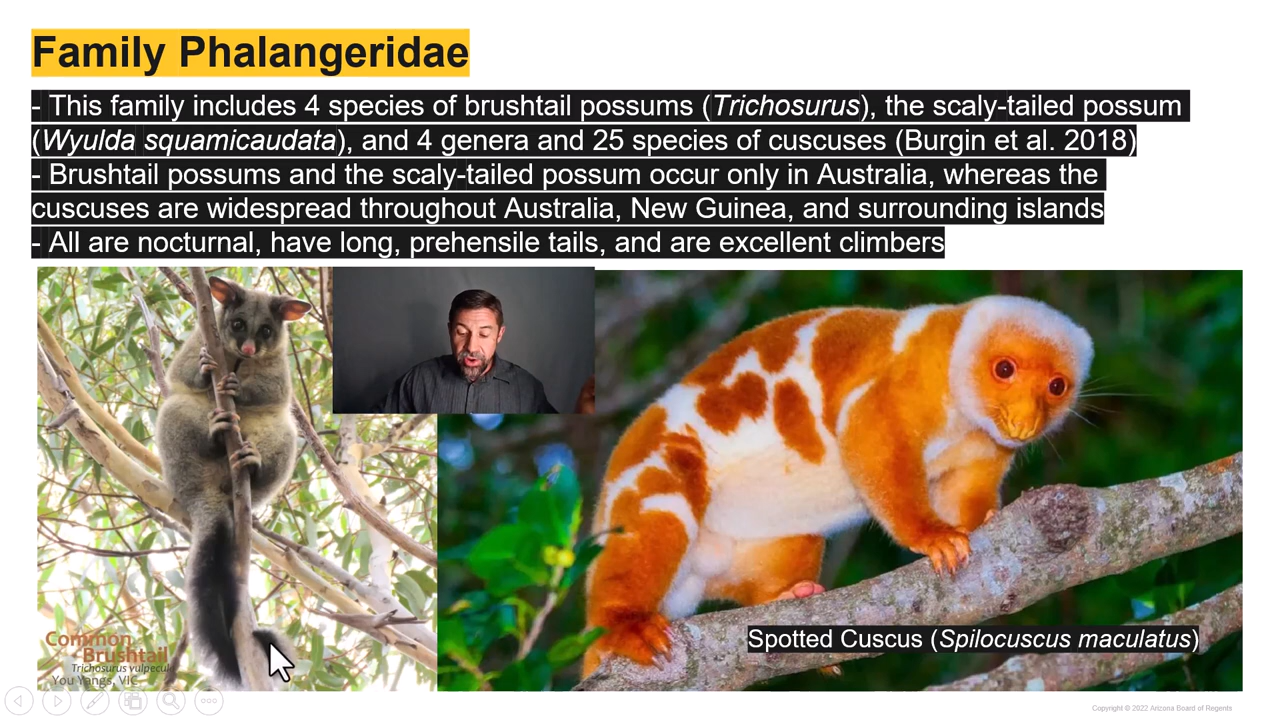 Family Phalangeridae
- This family includes 4 species of brushtail possums (Trichosurus), the scaly-tailed possum
(Wyulda squamicaudata), and 4 genera and 25 species of cuscuses (Burgin et al. 2018)
- Brushtail possums and the scaly-tailed possum occur only in Australia, whereas the
cuscuses are widespread throughout Australia, New Guinea, and surrounding islands
- All are nocturnal, have long, prehensile tails, and are excellent climbers
Common
Brushtail
Trichosurus vulpecul
You Yangs, VIC
Spotted Cuscus (Spilocuscus maculatus)
Copyright © 2022 Arizona Board of Regents